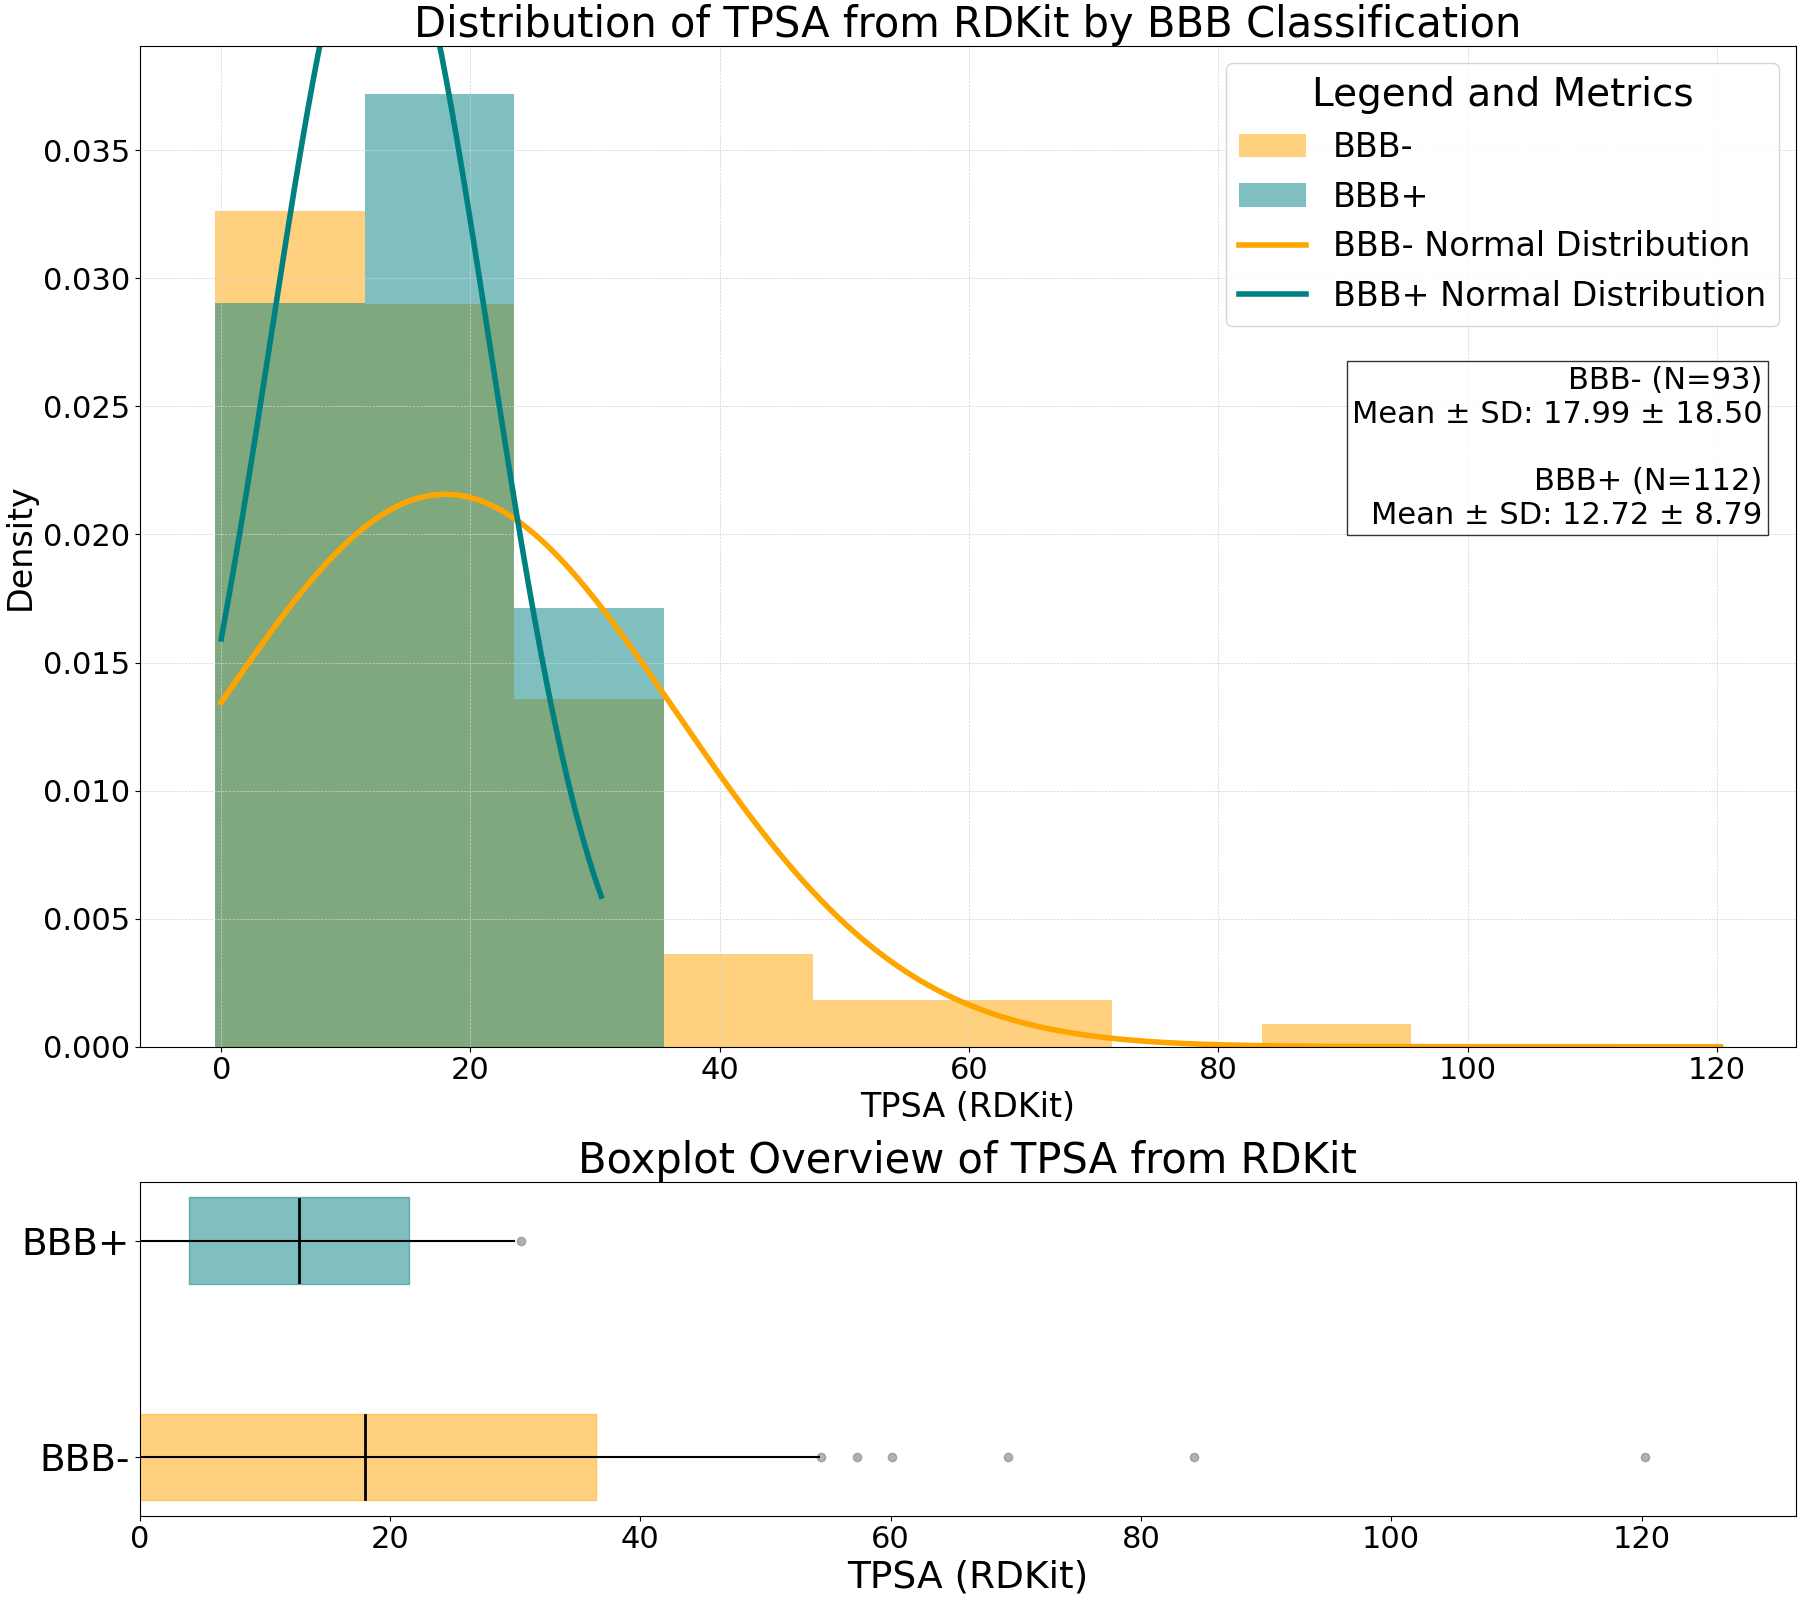 Distribution of TPSA from RDKit by BBB Classification
Legend and Metrics
BBB-
BBB+
BBB- Normal Distribution
BBB+ Normal Distribution
BBB- (N=93)
Mean ± SD: 17.99 ± 18.50
BBB+ (N=112)
Mean ± SD: 12.72 ± 8.79
Density
0.035
0.030
0.025
0.020
0.015
0.010
0.005
0.000
0 20 40 60 80 100 120
TPSA (RDKit)
Boxplot Overview of TPSA from RDKit
BBB+
BBB-
0 20 40 60 80 100 120
TPSA (RDKit)